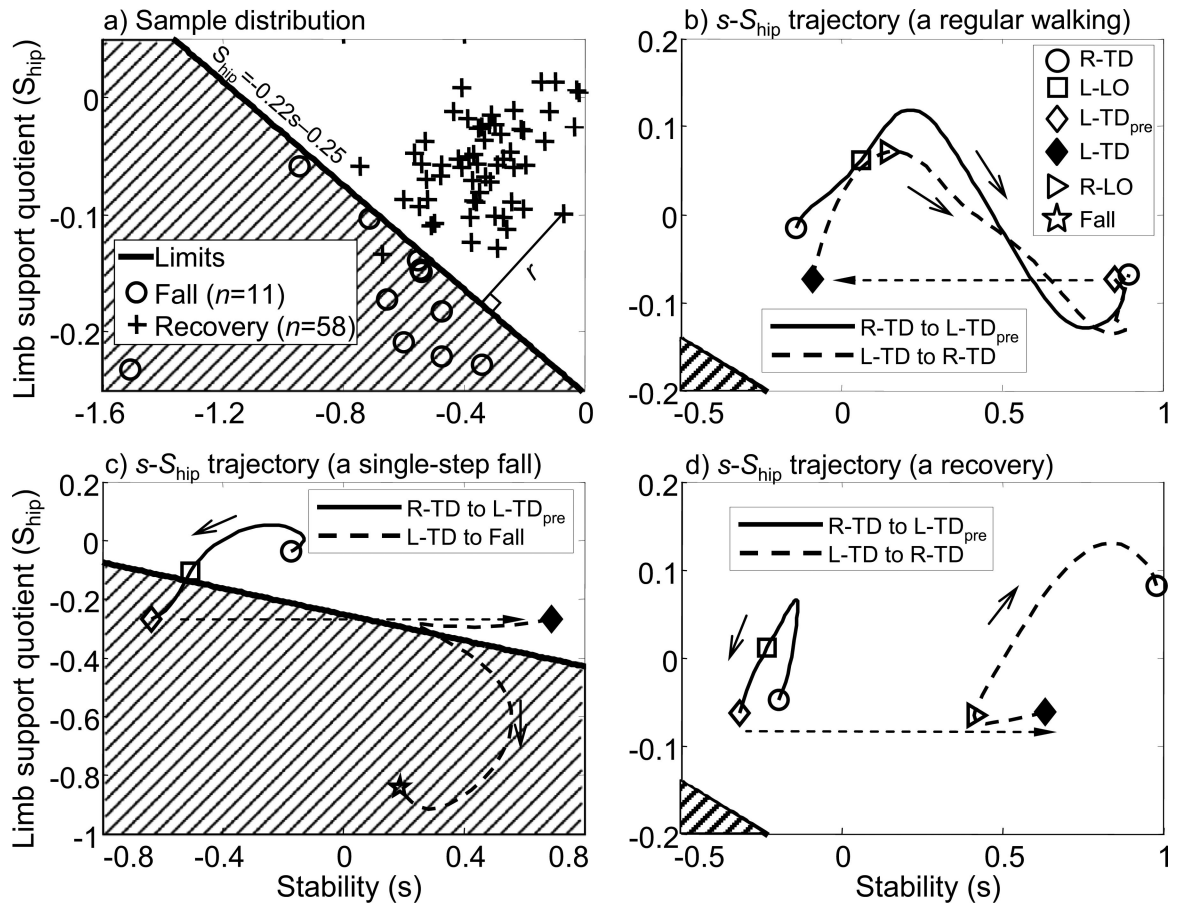 a) Sample distribution
Limb support quotient (S_hip)
0
-0.1
-0.2
S_hip =-0.22s–0.25
Limits
Fall (n=11)
Recovery (n=58)
r
-1.6
-1.2
-0.8
-0.4
0
b) s-S_hip trajectory (a regular walking)
0.2
0.1
0
-0.1
-0.2
R-TD
L-LO
L-TD_pre
L-TD
R-LO
Fall
R-TD to L-TD_pre
L-TD to R-TD
-0.5
0
0.5
1
c) s-S_hip trajectory (a single-step fall)
Limb support quotient (S_hip)
0.2
0
-0.2
-0.4
-0.6
-0.8
-1
R-TD to L-TD_pre
L-TD to Fall
-0.8
-0.4
0
0.4
0.8
Stability (s)
d) s-S_hip trajectory (a recovery)
0.2
0.1
0
-0.1
-0.2
R-TD to L-TD_pre
L-TD to R-TD
-0.5
0
0.5
1
Stability (s)